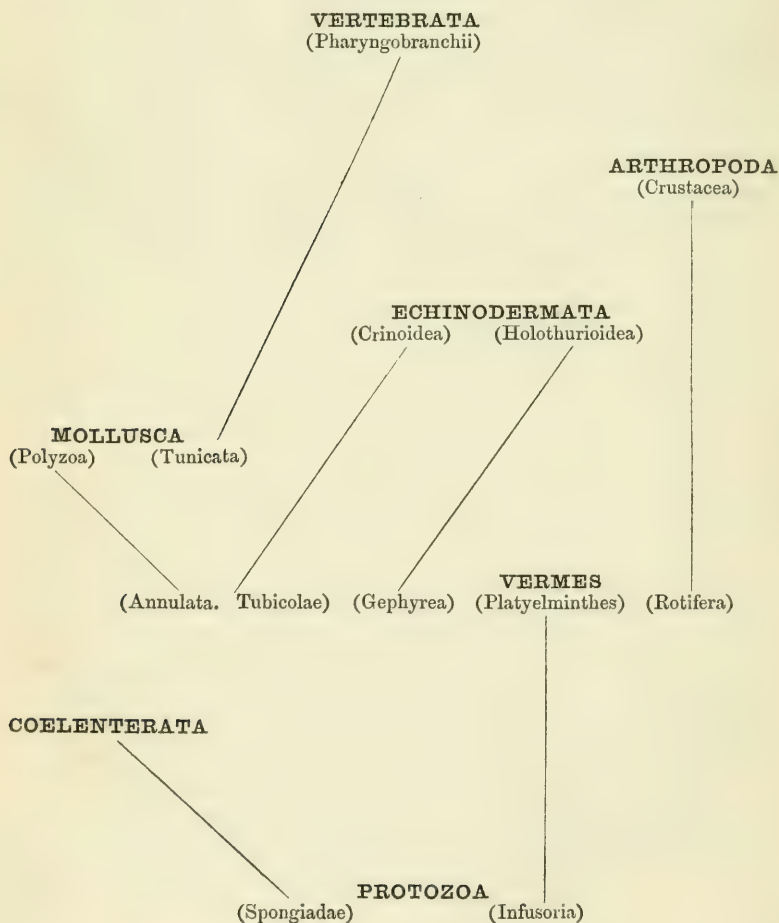 VERTEBRATA
(Pharyngobranchii)
ARTHROPODA
(Crustacea)
ECHINODERMATA
(Crinoidea) (Holothurioidea)
MOLLUSCA
(Polyzoa) (Tunicata)
VERMES
(Annulata. Tubicolae) (Gephyrea) (Platyelminthes) (Rotifera)
COELENTERATA
PROTOZOA
(Spongiadae) (Infusoria)